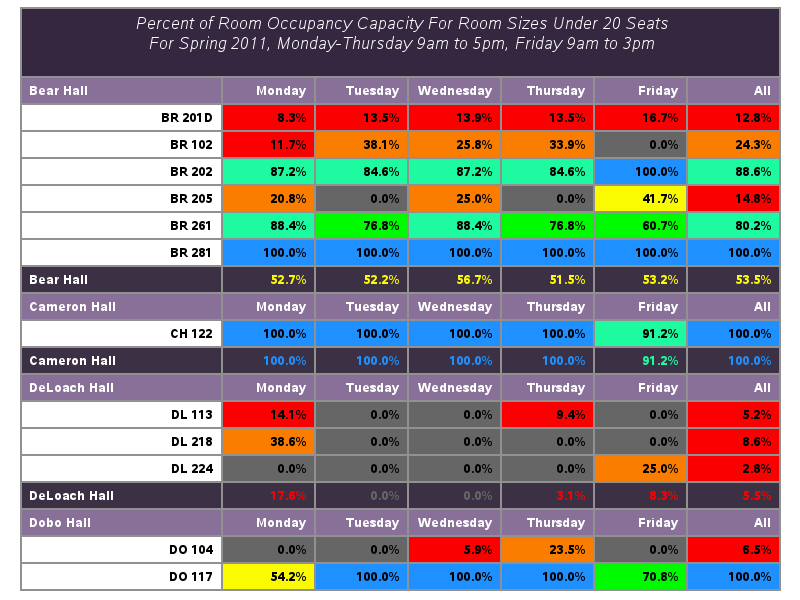 Percent of Room Occupancy Capacity For Room Sizes Under 20 Seats
For Spring 2011, Monday-Thursday 9am to 5pm, Friday 9am to 3pm
Bear Hall Monday Tuesday Wednesday Thursday Friday All
BR 201D 8.3% 13.5% 13.9% 13.5% 16.7% 12.8%
BR 102 11.7% 38.1% 25.8% 33.9% 0.0% 24.3%
BR 202 87.2% 84.6% 87.2% 84.6% 100.0% 88.6%
BR 205 20.8% 0.0% 25.0% 0.0% 41.7% 14.8%
BR 261 88.4% 76.8% 88.4% 76.8% 60.7% 80.2%
BR 281 100.0% 100.0% 100.0% 100.0% 100.0% 100.0%
Bear Hall 52.7% 52.2% 56.7% 51.5% 53.2% 53.5%
Cameron Hall Monday Tuesday Wednesday Thursday Friday All
CH 122 100.0% 100.0% 100.0% 100.0% 91.2% 100.0%
Cameron Hall 100.0% 100.0% 100.0% 100.0% 91.2% 100.0%
DeLoach Hall Monday Tuesday Wednesday Thursday Friday All
DL 113 14.1% 0.0% 0.0% 9.4% 0.0% 5.2%
DL 218 38.6% 0.0% 0.0% 0.0% 0.0% 8.6%
DL 224 0.0% 0.0% 0.0% 0.0% 25.0% 2.8%
DeLoach Hall 17.6% 0.0% 0.0% 3.1% 8.3% 5.5%
Dobo Hall Monday Tuesday Wednesday Thursday Friday All
DO 104 0.0% 0.0% 5.9% 23.5% 0.0% 6.5%
DO 117 54.2% 100.0% 100.0% 100.0% 70.8% 100.0%